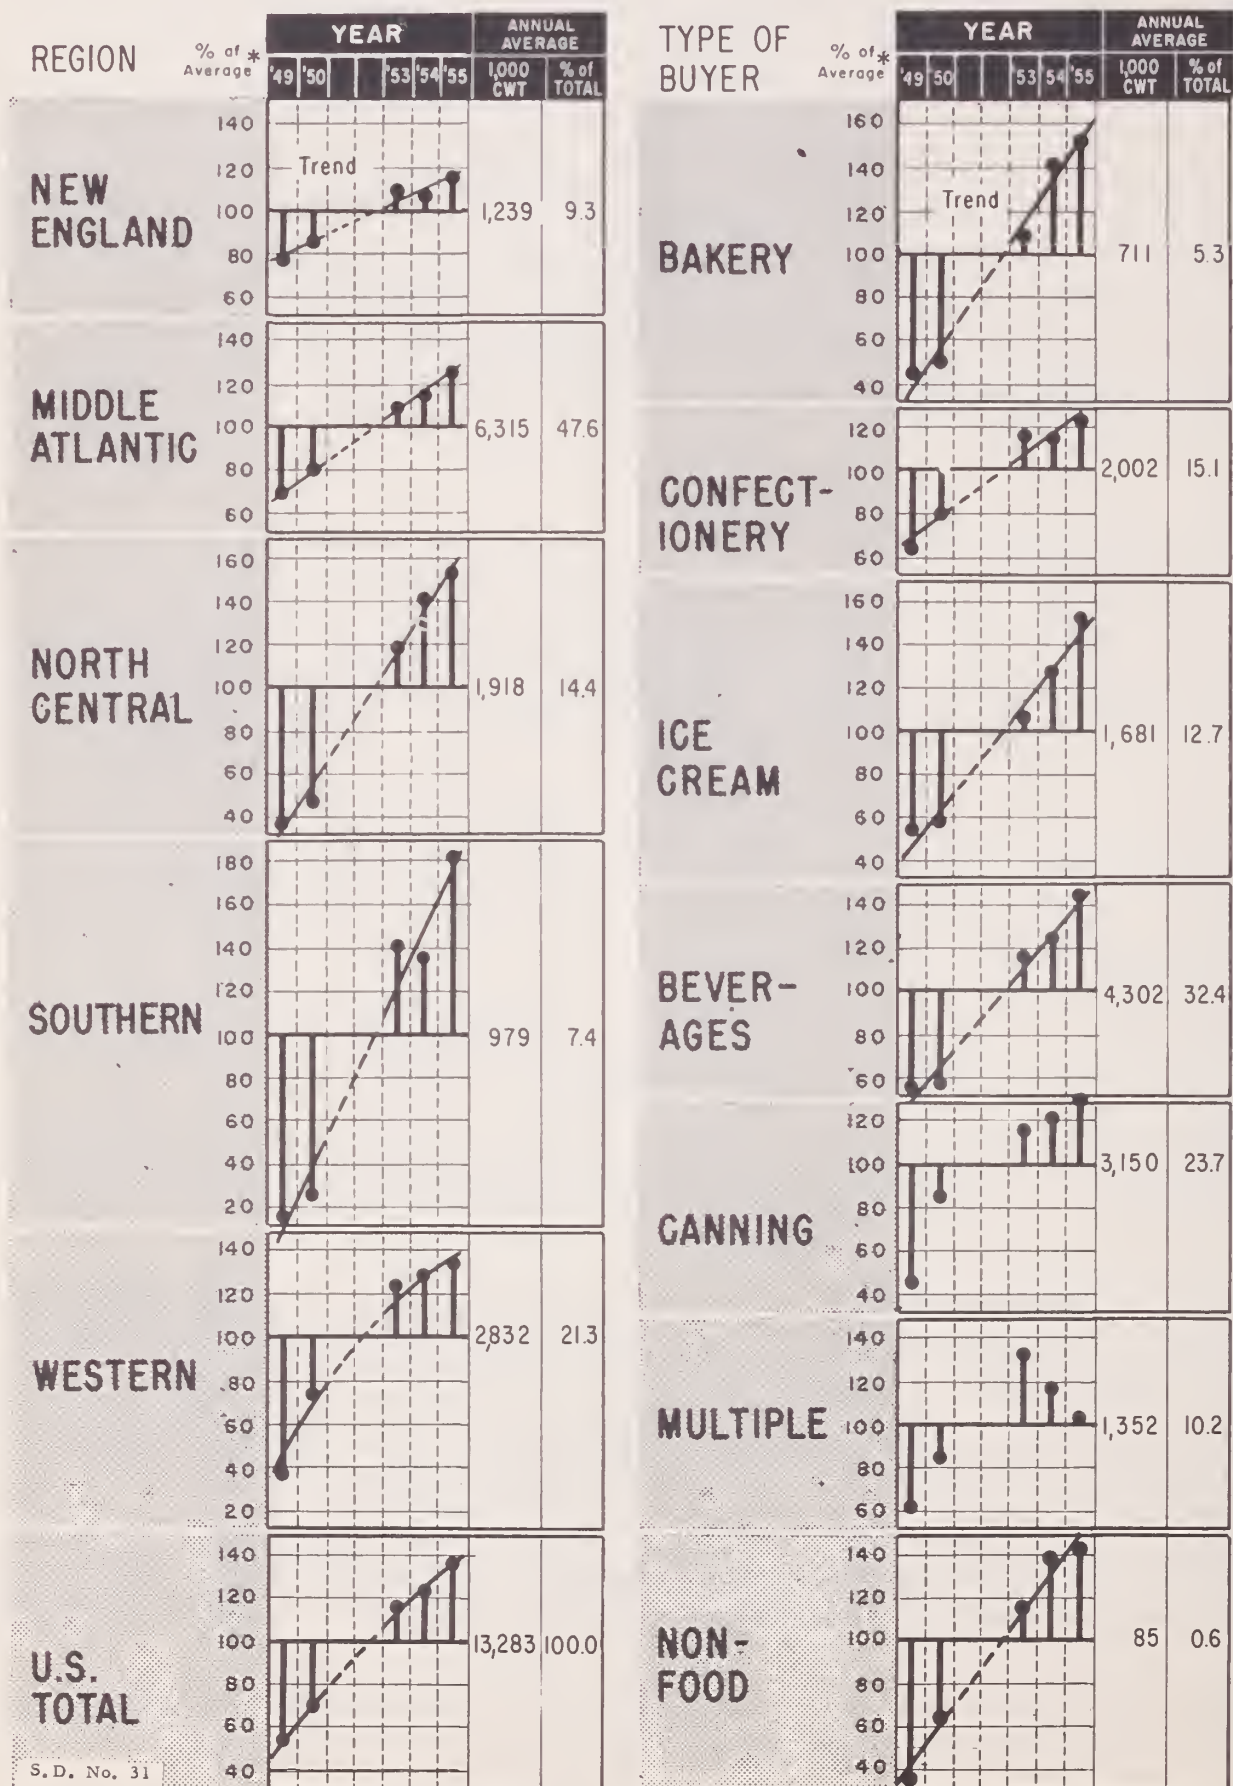 REGION
% of *
Average
YEAR
'49 '50 '53 '54 '55
ANNUAL
AVERAGE
1,000
CWT
% of
TOTAL
NEW
ENGLAND
140
120
100
80
60
Trend
1,239
9.3
MIDDLE
ATLANTIC
140
120
100
80
60
6,315
47.6
NORTH
CENTRAL
160
140
120
100
80
60
40
1,918
14.4
SOUTHERN
180
160
140
120
100
80
60
40
20
979
7.4
WESTERN
140
120
100
80
60
40
20
2,832
21.3
U.S.
TOTAL
140
120
100
80
60
40
13,283
100.0
S.D. No. 31
TYPE OF
BUYER
% of *
Average
YEAR
'49 '50 '53 '54 '55
ANNUAL
AVERAGE
1,000
CWT
% of
TOTAL
BAKERY
160
140
120
100
80
60
40
Trend
711
5.3
CONFECT-
IONERY
120
100
80
60
2,002
15.1
ICE
CREAM
160
140
120
100
80
60
40
1,681
12.7
BEVER-
AGES
140
120
100
80
60
4,302
32.4
CANNING
120
100
80
60
40
3,150
23.7
MULTIPLE
140
120
100
80
60
1,352
10.2
NON-
FOOD
140
120
100
80
60
40
85
0.6